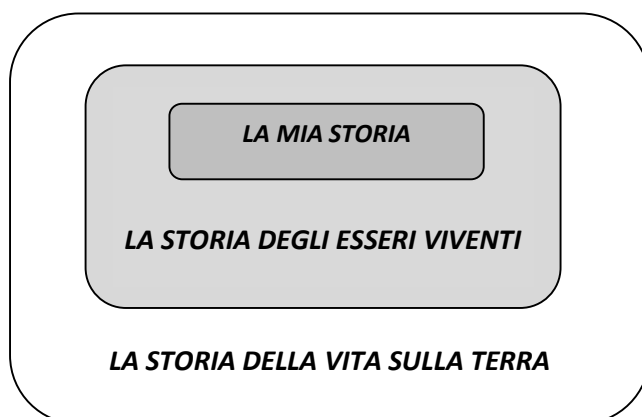 LA MIA STORIA
LA STORIA DEGLI ESSERI VIVENTI
LA STORIA DELLA VITA SULLA TERRA